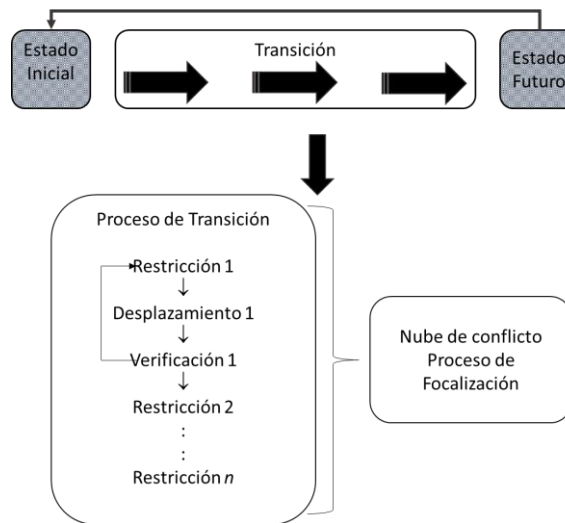 Estado
Inicial
Transición
Estado
Futuro
Proceso de Transición
Restricción 1
Desplazamiento 1
Verificación 1
Restricción 2
:
:
Restricción n
Nube de conflicto
Proceso de
Focalización